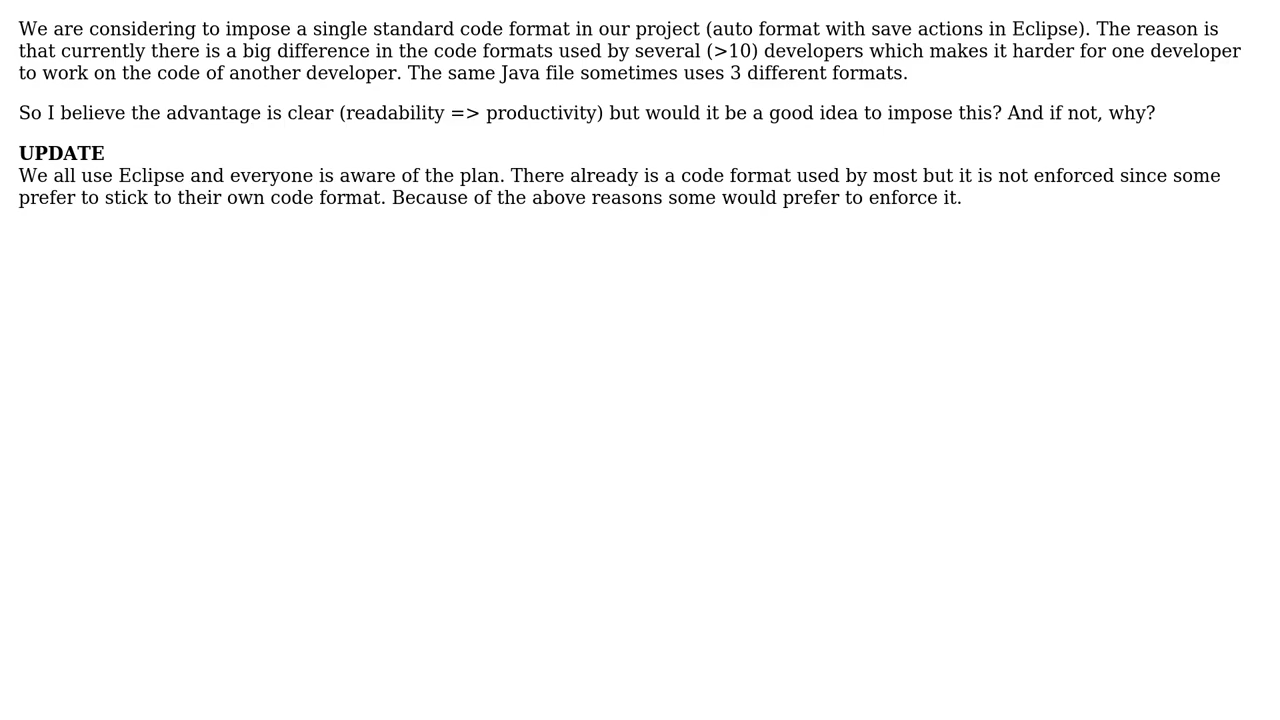 We are considering to impose a single standard code format in our project (auto format with save actions in Eclipse). The reason is
that currently there is a big difference in the code formats used by several (>10) developers which makes it harder for one developer
to work on the code of another developer. The same Java file sometimes uses 3 different formats.
So I believe the advantage is clear (readability => productivity) but would it be a good idea to impose this? And if not, why?
UPDATE
We all use Eclipse and everyone is aware of the plan. There already is a code format used by most but it is not enforced since some
prefer to stick to their own code format. Because of the above reasons some would prefer to enforce it.